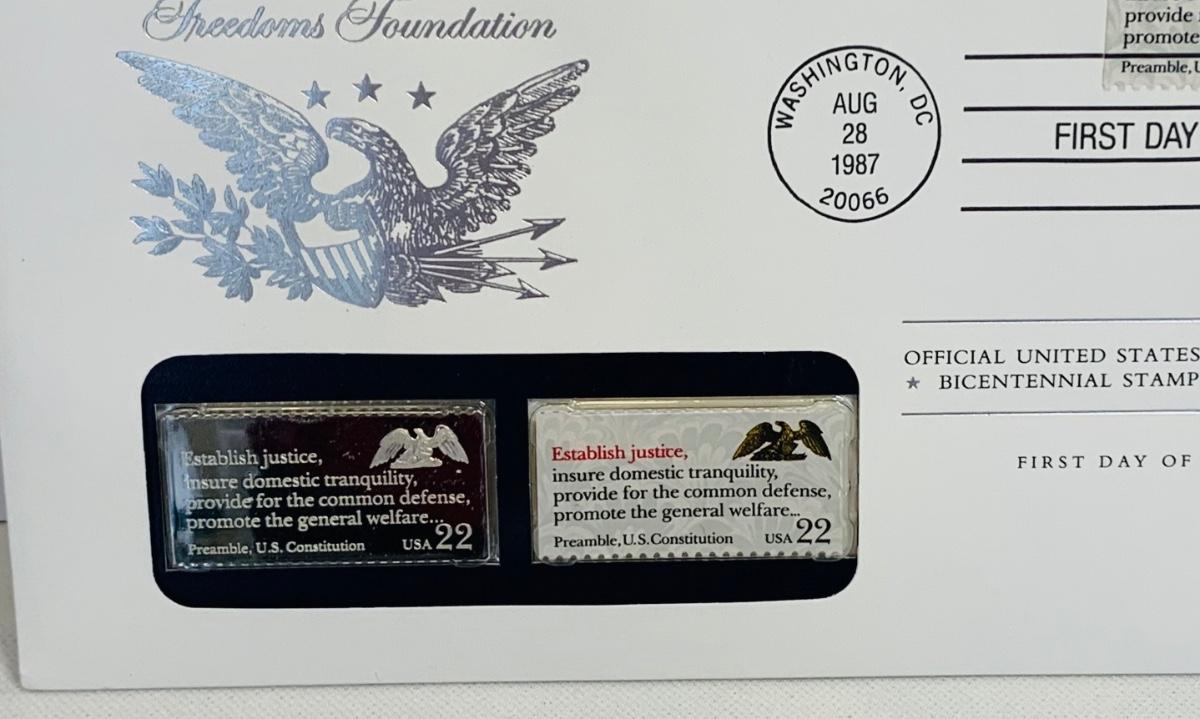 Freedoms Foundation
provide
promote
Preamble, U
WASHINGTON, DC
AUG
28
1987
20066
FIRST DAY
OFFICIAL UNITED STATES
★ BICENTENNIAL STAMP
FIRST DAY OF
Establish justice,
insure domestic tranquility,
provide for the common defense,
promote the general welfare...
Preamble, U.S. Constitution USA 22
Establish justice,
insure domestic tranquility,
provide for the common defense,
promote the general welfare...
Preamble, U.S. Constitution USA 22